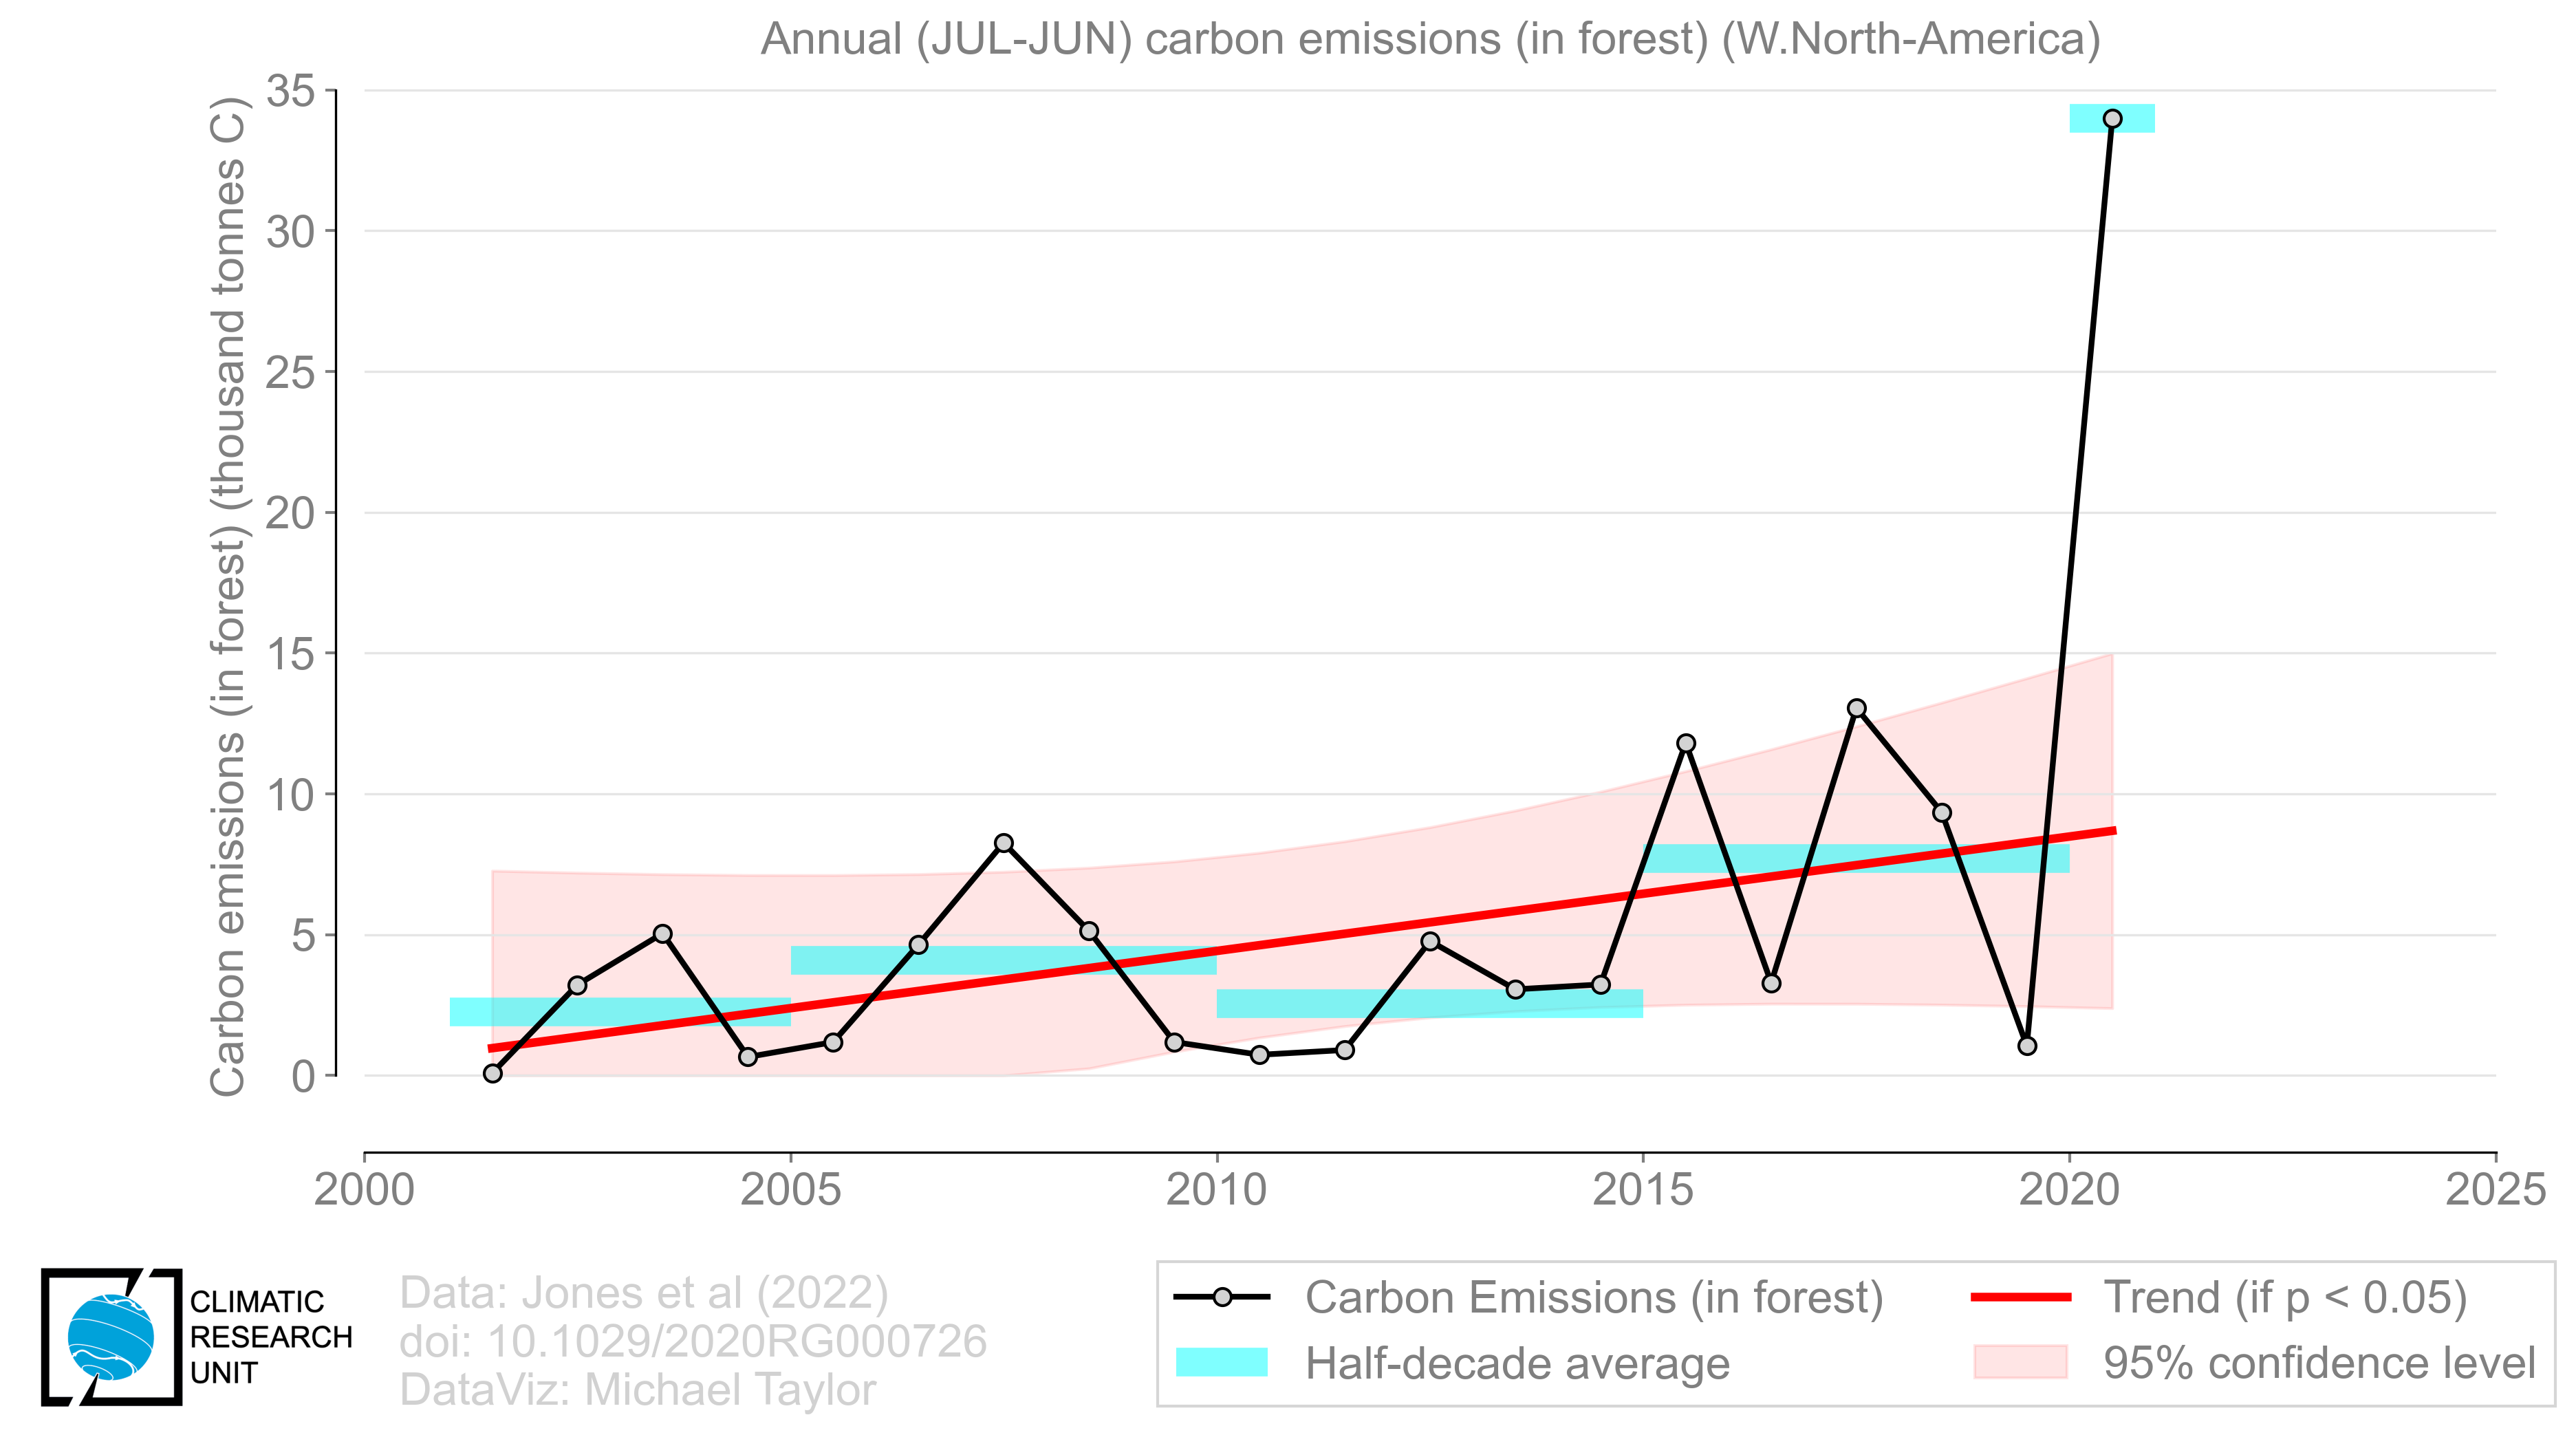 Annual (JUL-JUN) carbon emissions (in forest) (W.North-America)
Carbon emissions (in forest) (thousand tonnes C)
35
30
25
20
15
10
5
0
2000
2005
2010
2015
2020
2025
CLIMATIC
RESEARCH
UNIT
Data: Jones et al (2022)
doi: 10.1029/2020RG000726
DataViz: Michael Taylor
Carbon Emissions (in forest)
Half-decade average
Trend (if p < 0.05)
95% confidence level